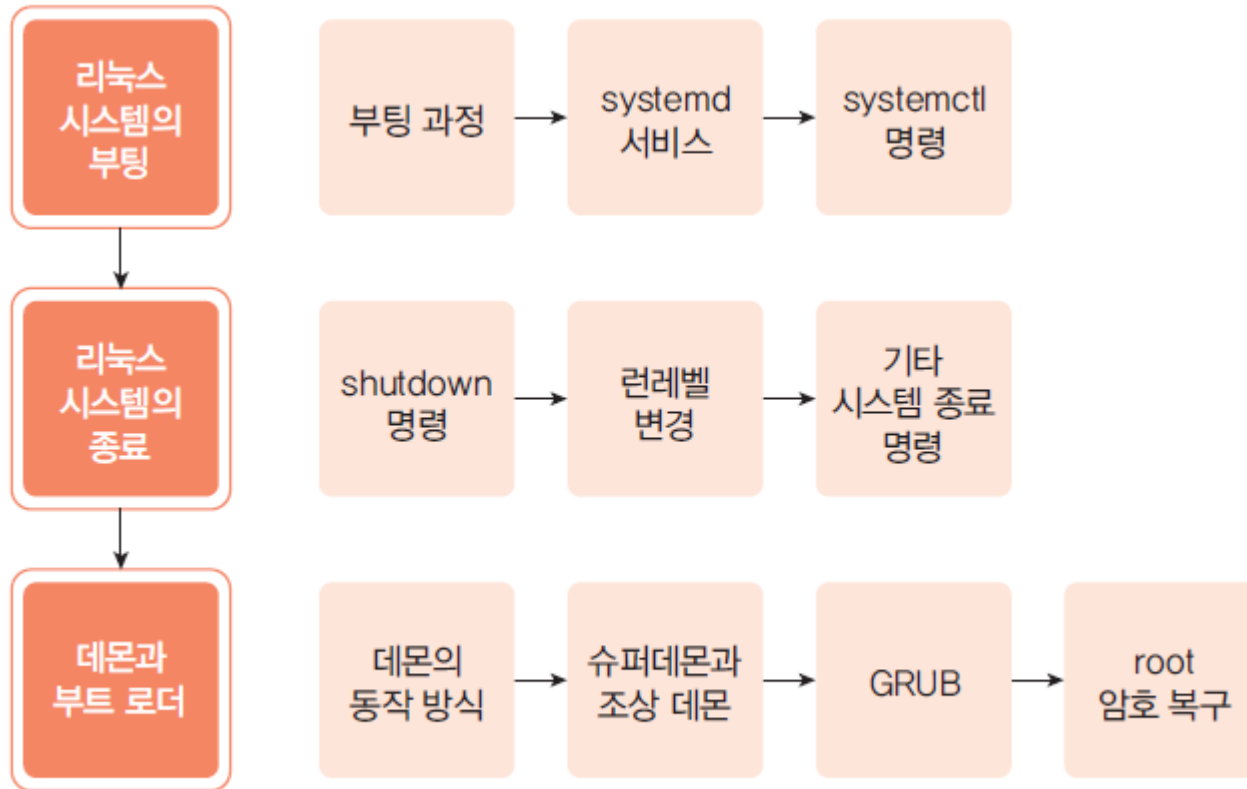 리눅스
시스템의
부팅
부팅 과정
systemd
서비스
systemctl
명령
리눅스
시스템의
종료
shutdown
명령
런레벨
변경
기타
시스템 종료
명령
데몬과
부트 로더
데몬의
동작 방식
슈퍼데몬과
조상 데몬
GRUB
root
암호 복구